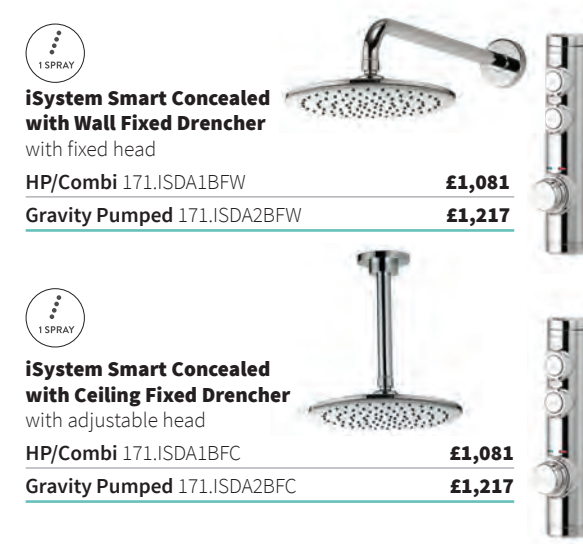 1 SPRAY
iSystem Smart Concealed
with Wall Fixed Drencher
with fixed head
HP/Combi 171.ISDA1BFW £1,081
Gravity Pumped 171.ISDA2BFW £1,217
1 SPRAY
iSystem Smart Concealed
with Ceiling Fixed Drencher
with adjustable head
HP/Combi 171.ISDA1BFC £1,081
Gravity Pumped 171.ISDA2BFC £1,217